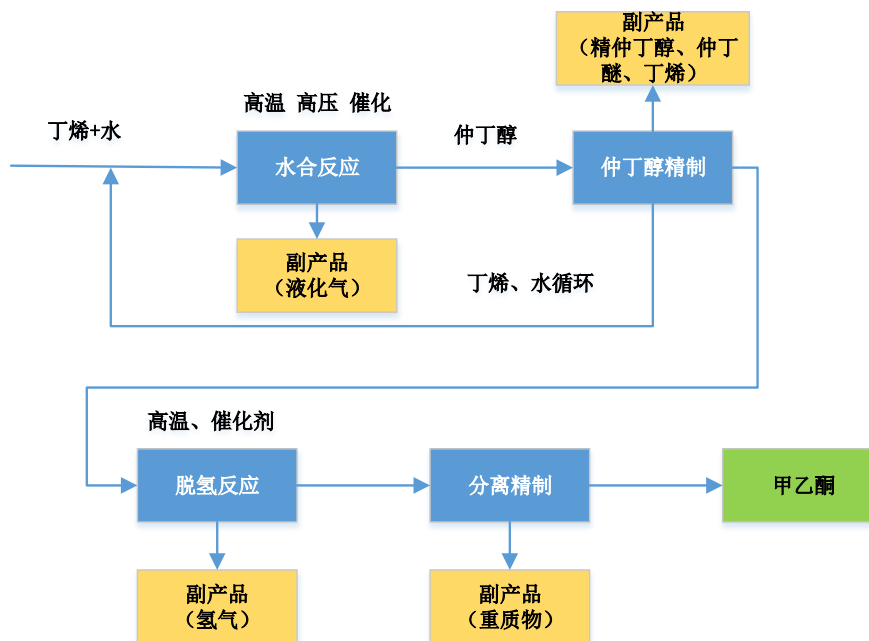 副产品
（精仲丁醇、仲丁
醚、丁烯）
高温 高压 催化
丁烯+水
仲丁醇
水合反应
仲丁醇精制
副产品
（液化气）
丁烯、水循环
高温、催化剂
脱氢反应
分离精制
甲乙酮
副产品
（氢气）
副产品
（重质物）